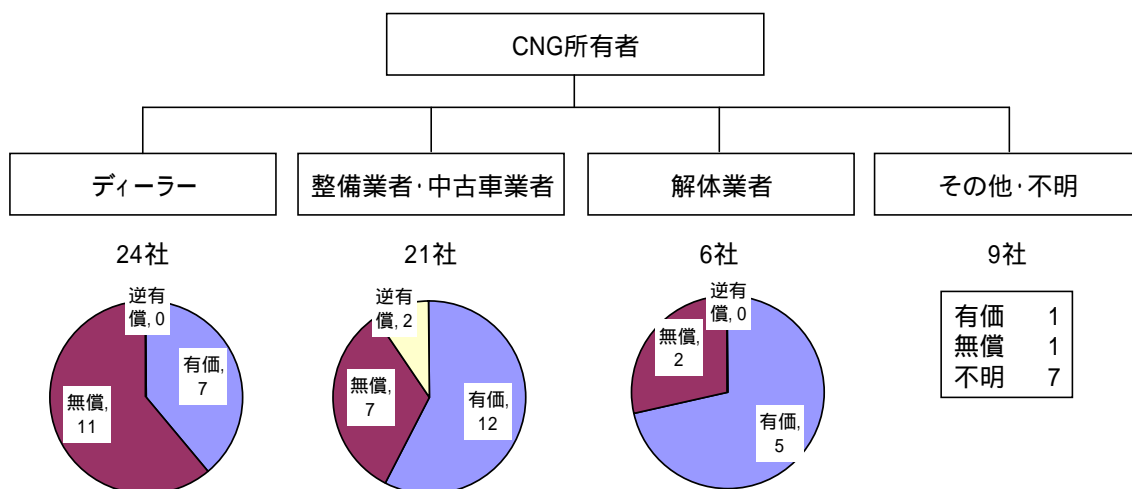 CNG所有者
ディーラー
整備業者・中古車業者
解体業者
その他・不明
24社
21社
6社
9社
逆有
償, 0
有価,
7
無償,
11
逆有
償, 2
無償,
7
有価,
12
逆有
償, 0
無償,
2
有価,
5
有価 1
無償 1
不明 7